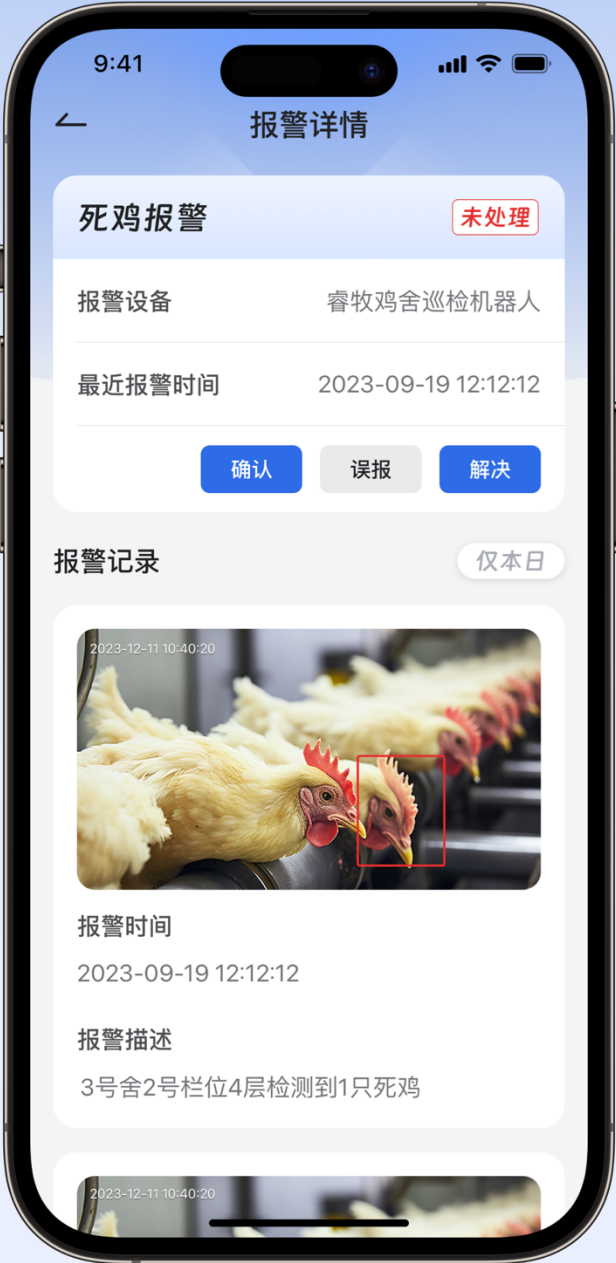 9:41
报警详情
死鸡报警
未处理
报警设备
睿牧鸡舍巡检机器人
最近报警时间
2023-09-19 12:12:12
确认
误报
解决
报警记录
仅本日
2023-12-11 10:40:20
报警时间
2023-09-19 12:12:12
报警描述
3号舍2号栏位4层检测到1只死鸡
2023-12-11 10:40:20